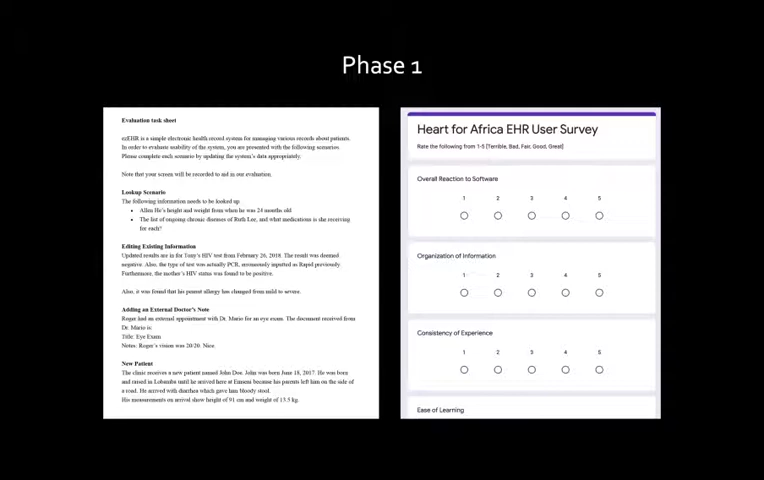 Phase 1
Evaluation task sheet
ezEHR is a simple electronic health record system for managing various records about patients.
In order to evaluate usability of the system, you are presented with the following scenarios.
Please complete each scenario by updating the system's data appropriately.
Note that your screen will be recorded to aid in our evaluation.
Lookup Scenario
The following information needs to be looked up.
• Allen He's height and weight from when he was 24 months old
• The list of ongoing chronic diseases of Ruth Lee, and what medications is she receiving
for each?
Editing Existing Information
Updated results are in for Tony's HIV test from February 26, 2018. The result was deemed
negative. Also, the type of test was actually PCR, erroneously inputted as Rapid previously.
Furthermore, the mother's HIV status was found to be positive.
Also, it was found that his peanut allergy has changed from mild to severe.
Adding an External Doctor's Note
Roger had an external appointment with Dr. Mario for an eye exam. The document received from
Dr. Mario is:
Title: Eye Exam
Notes: Roger's vision was 20/20. Nice.
New Patient
The clinic receives a new patient named John Doe. John was born June 18, 2017. He was born
and raised in Lobamba until he arrived here at Emseni because his parents left him on the side of
a road. He arrived with diarrhea which gave him bloody stool.
His measurements on arrival show height of 91 cm and weight of 13.5 kg.
Heart for Africa EHR User Survey
Rate the following from 1-5 [Terrible, Bad, Fair, Good, Great]
Overall Reaction to Software
1 2 3 4 5
Organization of Information
1 2 3 4 5
Consistency of Experience
1 2 3 4 5
Ease of Learning